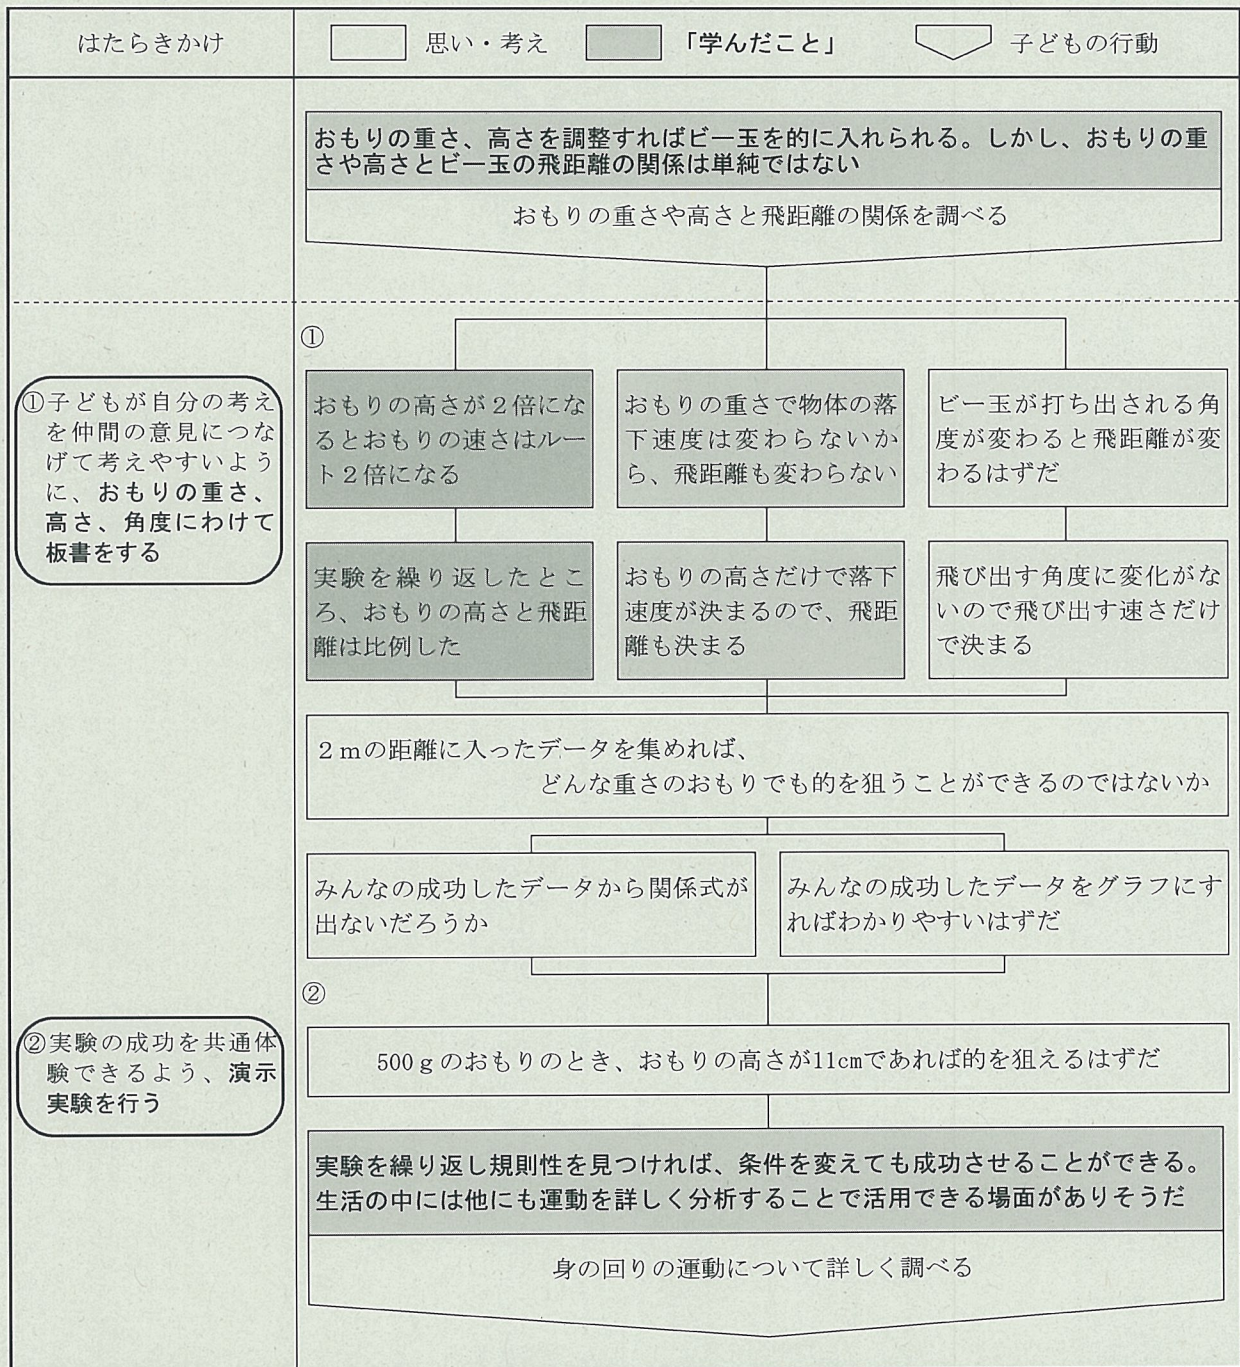 はたらきかけ
思い・考え
「学んだこと」
子どもの行動
おもりの重さ、高さを調整すればビー玉を的に入れられる。しかし、おもりの重
さや高さとビー玉の飛距離の関係は単純ではない
おもりの重さや高さと飛距離の関係を調べる
①
①子どもが自分の考え
を仲間の意見につな
げて考えやすいよう
に、おもりの重さ、
高さ、角度にわけて
板書をする
おもりの高さが２倍にな
るとおもりの速さはルー
ト２倍になる
おもりの重さで物体の落
下速度は変わらないか
ら、飛距離も変わらない
ビー玉が打ち出される角
度が変わると飛距離が変
わるはずだ
実験を繰り返したとこ
ろ、おもりの高さと飛距
離は比例した
おもりの高さだけで落下
速度が決まるので、飛距
離も決まる
飛び出す角度に変化がな
いので飛び出す速さだけ
で決まる
２ｍの距離に入ったデータを集めれば、
どんな重さのおもりでも的を狙うことができるのではないか
みんなの成功したデータから関係式が
出ないだろうか
みんなの成功したデータをグラフにす
ればわかりやすいはずだ
②
②実験の成功を共通体
験できるよう、演示
実験を行う
500ｇのおもりのとき、おもりの高さが11cmであれば的を狙えるはずだ
実験を繰り返し規則性を見つければ、条件を変えても成功させることができる。
生活の中には他にも運動を詳しく分析することで活用できる場面がありそうだ
身の回りの運動について詳しく調べる